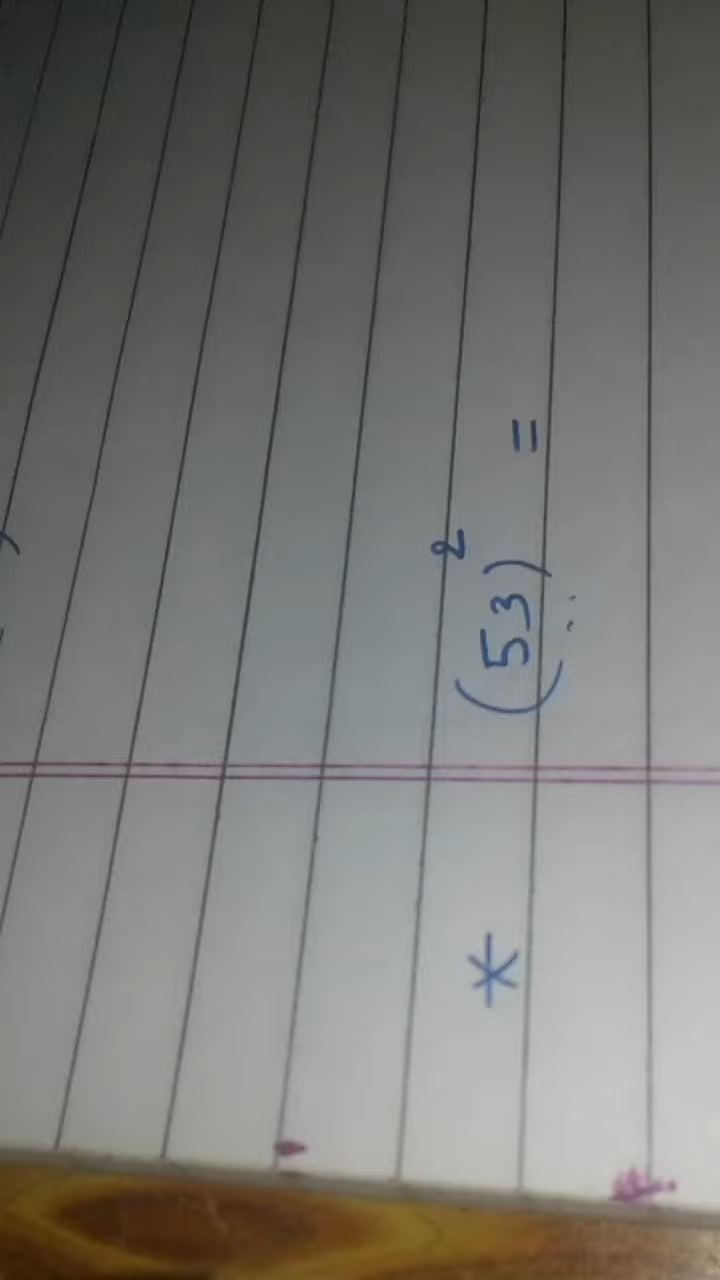 * (53)² =